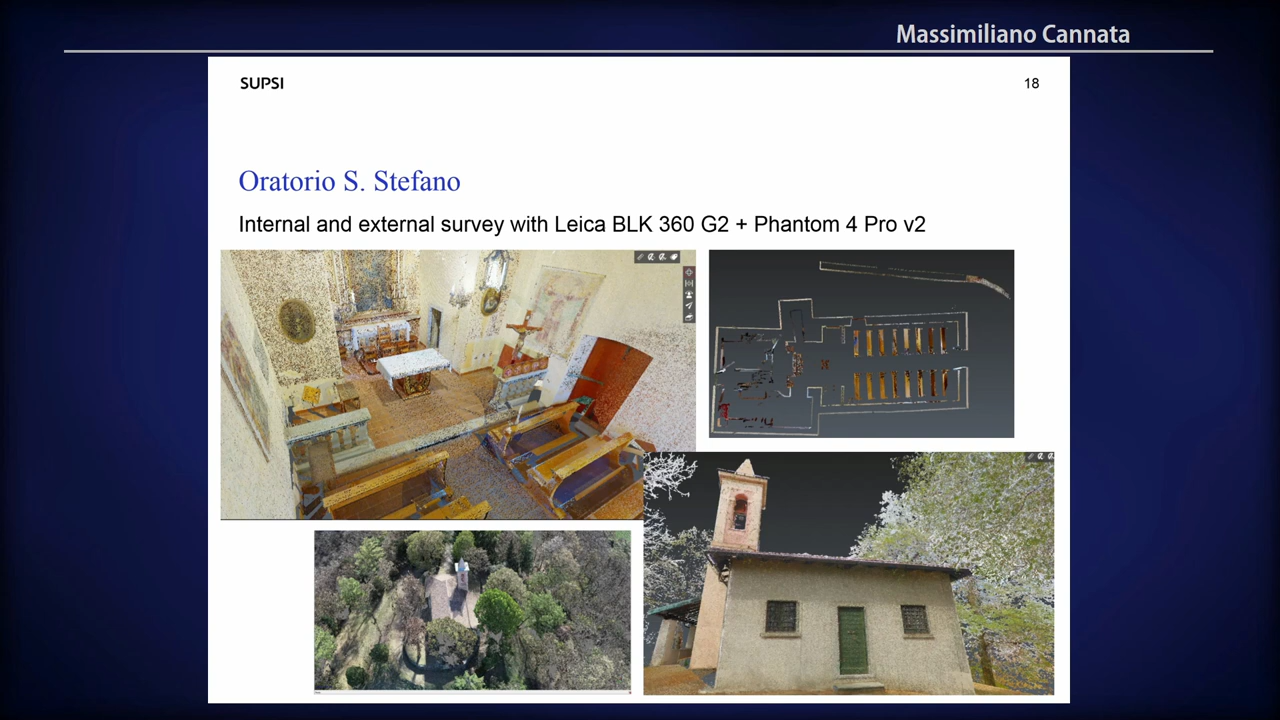 Massimiliano Cannata
SUPSI
18
Oratorio S. Stefano
Internal and external survey with Leica BLK 360 G2 + Phantom 4 Pro v2